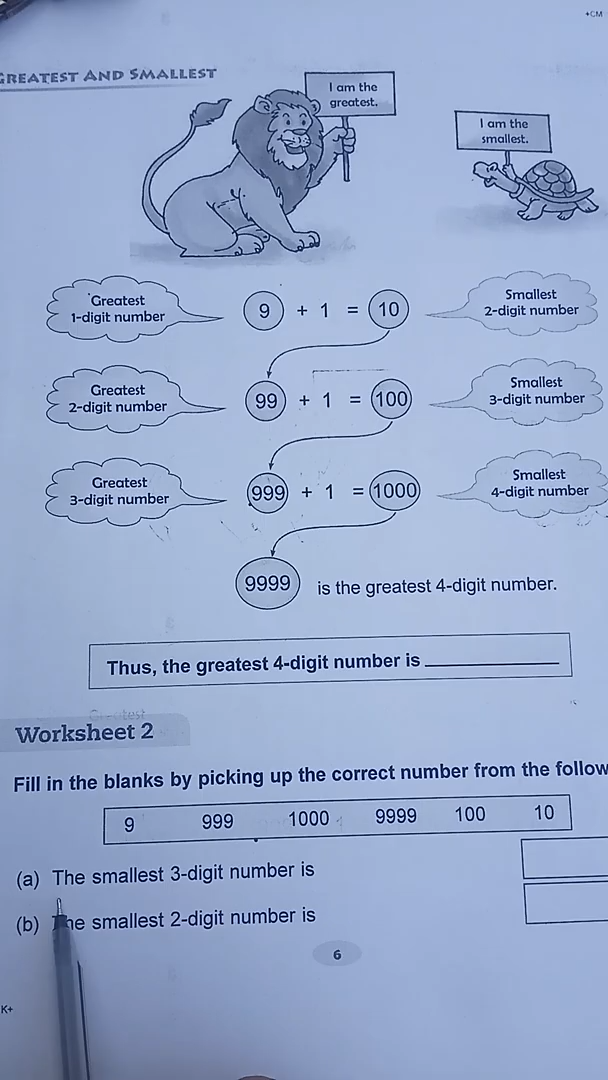 +CM
GREATEST AND SMALLEST
I am the
greatest.
I am the
smallest.
Greatest
1-digit number
9 + 1 = 10
Smallest
2-digit number
Greatest
2-digit number
99 + 1 = 100
Smallest
3-digit number
Greatest
3-digit number
999 + 1 = 1000
Smallest
4-digit number
9999 is the greatest 4-digit number.
Thus, the greatest 4-digit number is
Worksheet 2
Fill in the blanks by picking up the correct number from the follow
9 999 1000 9999 100 10
(a) The smallest 3-digit number is
(b) The smallest 2-digit number is
6
K+